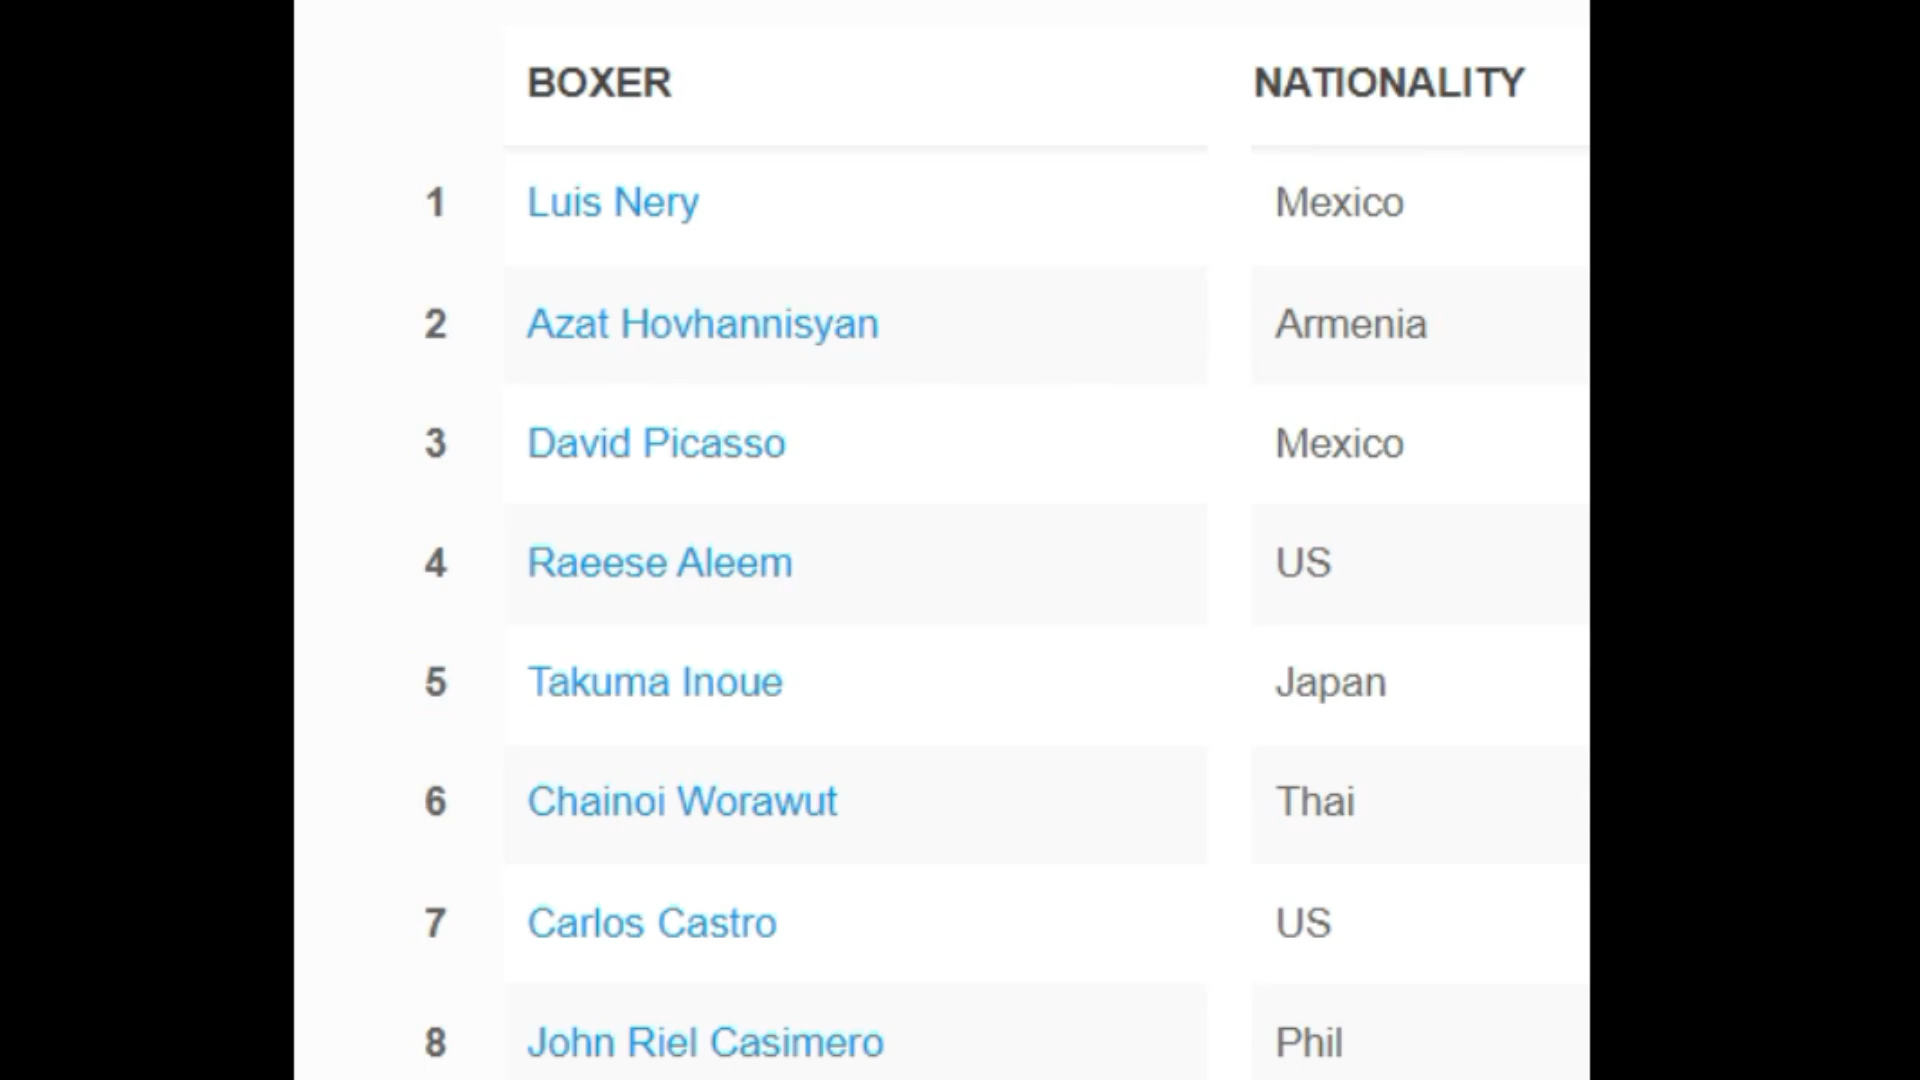 BOXER NATIONALITY
1 Luis Nery Mexico
2 Azat Hovhannisyan Armenia
3 David Picasso Mexico
4 Raeese Aleem US
5 Takuma Inoue Japan
6 Chainoi Worawut Thai
7 Carlos Castro US
8 John Riel Casimero Phil